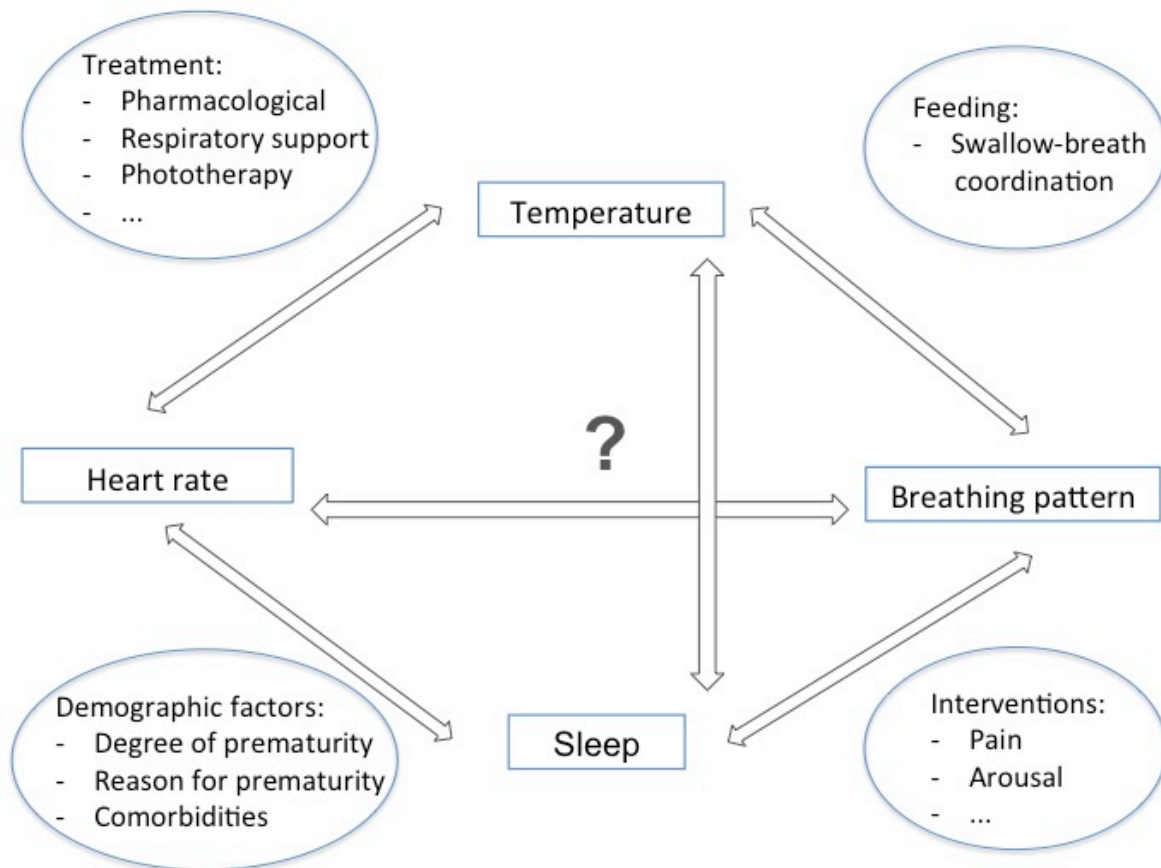 Treatment:
- Pharmacological
- Respiratory support
- Phototherapy
- ...
Feeding:
- Swallow-breath
coordination
Temperature
?
Heart rate
Breathing pattern
Demographic factors:
- Degree of prematurity
- Reason for prematurity
- Comorbidities
Sleep
Interventions:
- Pain
- Arousal
- ...